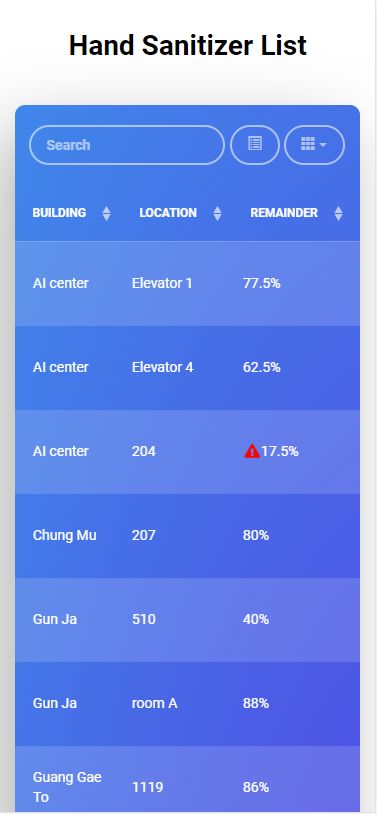 Hand Sanitizer List
Search
BUILDING LOCATION REMAINDER
AI center Elevator 1 77.5%
AI center Elevator 4 62.5%
AI center 204 17.5%
Chung Mu 207 80%
Gun Ja 510 40%
Gun Ja room A 88%
Guang Gae
To 1119 86%